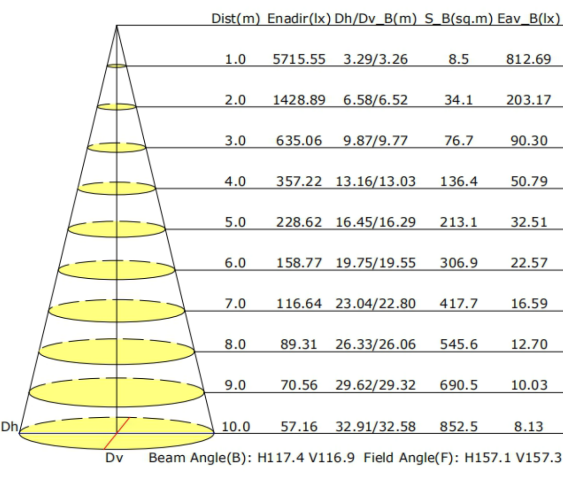 Dist(m) Enadir(lx) Dh/Dv_B(m) S_B(sq.m) Eav_B(lx)
1.0 5715.55 3.29/3.26 8.5 812.69
2.0 1428.89 6.58/6.52 34.1 203.17
3.0 635.06 9.87/9.77 76.7 90.30
4.0 357.22 13.16/13.03 136.4 50.79
5.0 228.62 16.45/16.29 213.1 32.51
6.0 158.77 19.75/19.55 306.9 22.57
7.0 116.64 23.04/22.80 417.7 16.59
8.0 89.31 26.33/26.06 545.6 12.70
9.0 70.56 29.62/29.32 690.5 10.03
Dh 10.0 57.16 32.91/32.58 852.5 8.13
Dv Beam Angle(B): H117.4 V116.9 Field Angle(F): H157.1 V157.3